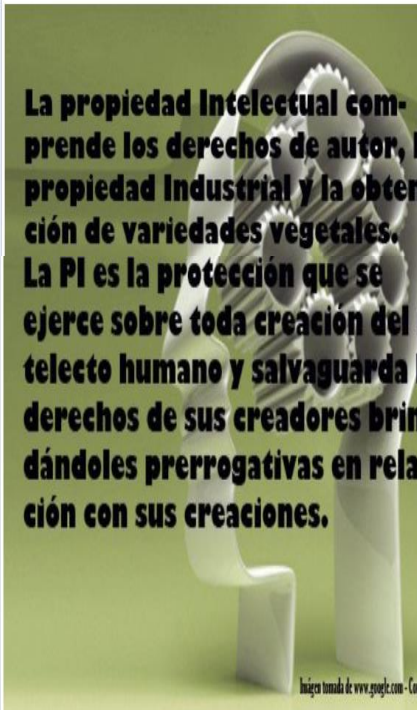 La propiedad Intelectual com-
prende los derechos de autor,
propiedad Industrial y la obten
ción de variedades vegetales.
La PI es la protección que se
ejerce sobre toda creación del
telecto humano y salvaguarda
derechos de sus creadores brin
dándoles prerrogativas en rela
ción con sus creaciones.
Imágen tomada de www.google.com - Co